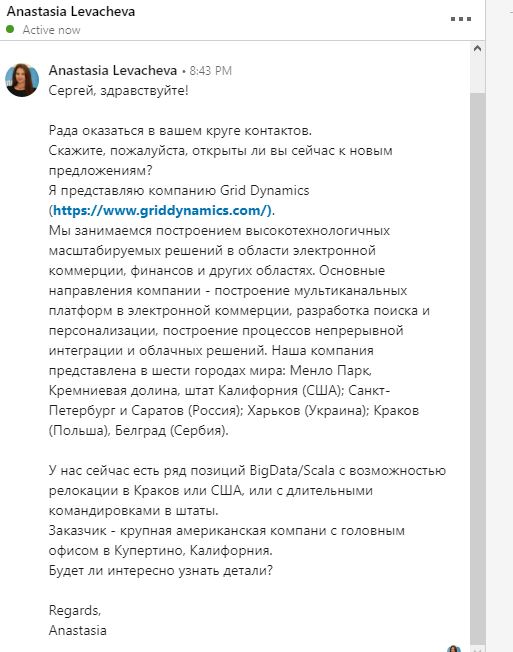 Anastasia Levacheva
Active now
Anastasia Levacheva • 8:43 PM
Сергей, здравствуйте!
Рада оказаться в вашем круге контактов.
Скажите, пожалуйста, открыты ли вы сейчас к новым
предложениям?
Я представляю компанию Grid Dynamics
(https://www.griddynamics.com/).
Мы занимаемся построением высокотехнологичных
масштабируемых решений в области электронной
коммерции, финансов и других областях. Основные
направления компании - построение мультиканальных
платформ в электронной коммерции, разработка поиска и
персонализации, построение процессов непрерывной
интеграции и облачных решений. Наша компания
представлена в шести городах мира: Менло Парк,
Кремниевая долина, штат Калифорния (США); Санкт-
Петербург и Саратов (Россия); Харьков (Украина); Краков
(Польша), Белград (Сербия).
У нас сейчас есть ряд позиций BigData/Scala с возможностью
релокации в Краков или США, или с длительными
командировками в штаты.
Заказчик - крупная американская компани с головным
офисом в Купертино, Калифорния.
Будет ли интересно узнать детали?
Regards,
Anastasia